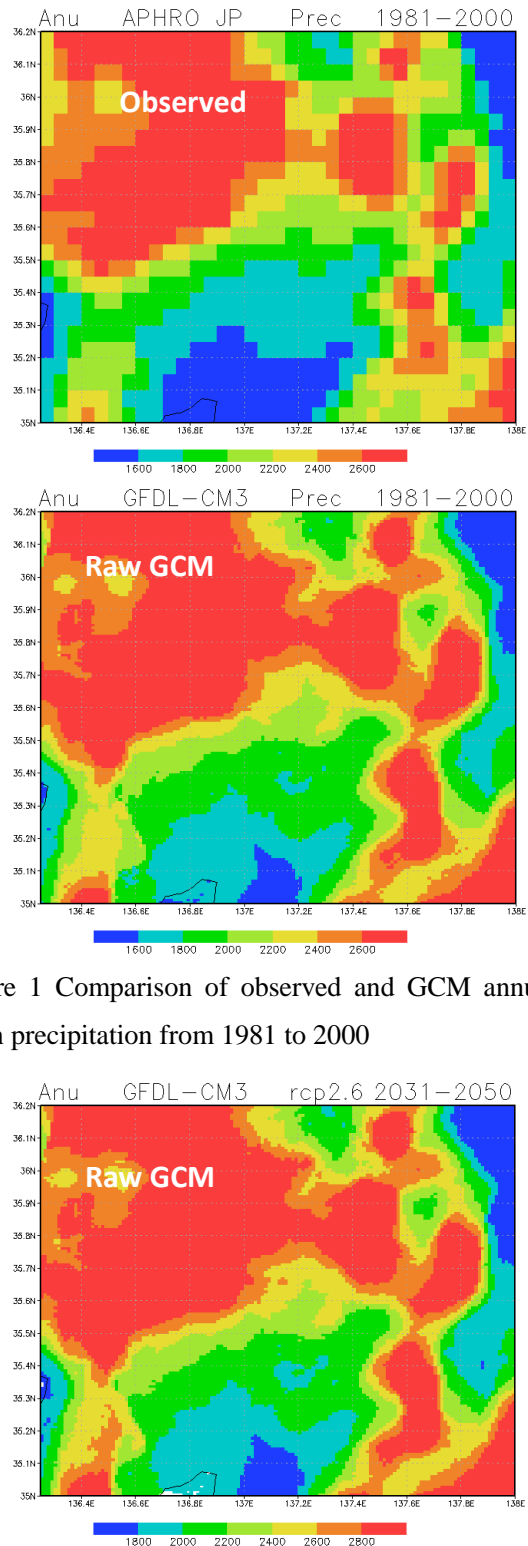 Anu APHRO JP Prec 1981-2000
36.2N
36.1N
36N
35.9N
35.8N
35.7N
35.6N
35.5N
35.4N
35.3N
35.2N
35.1N
35N
Observed
136.4E 136.6E 136.8E 137E 137.2E 137.4E 137.6E 137.8E 138E
1600 1800 2000 2200 2400 2600
Anu GFDL-CM3 Prec 1981-2000
36.2N
36.1N
36N
35.9N
35.8N
35.7N
35.6N
35.5N
35.4N
35.3N
35.2N
35.1N
35N
Raw GCM
136.4E 136.6E 136.8E 137E 137.2E 137.4E 137.6E 137.8E 138E
1600 1800 2000 2200 2400 2600
re 1 Comparison of observed and GCM annu
n precipitation from 1981 to 2000
Anu GFDL-CM3 rcp2.6 2031-2050
36.2N
36.1N
36N
35.9N
35.8N
35.7N
35.6N
35.5N
35.4N
35.3N
35.2N
35.1N
35N
Raw GCM
136.4E 136.6E 136.8E 137E 137.2E 137.4E 137.6E 137.8E 138E
1800 2000 2200 2400 2600 2800